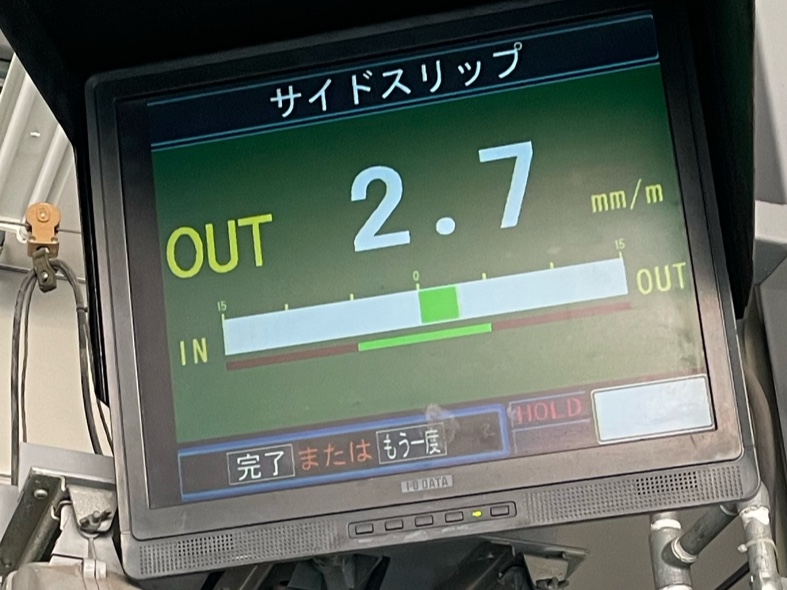 サイドスリップ
OUT 2.7 mm/m
15 0 15
IN OUT
完了 または もう一度 HOLD
I-O DATA